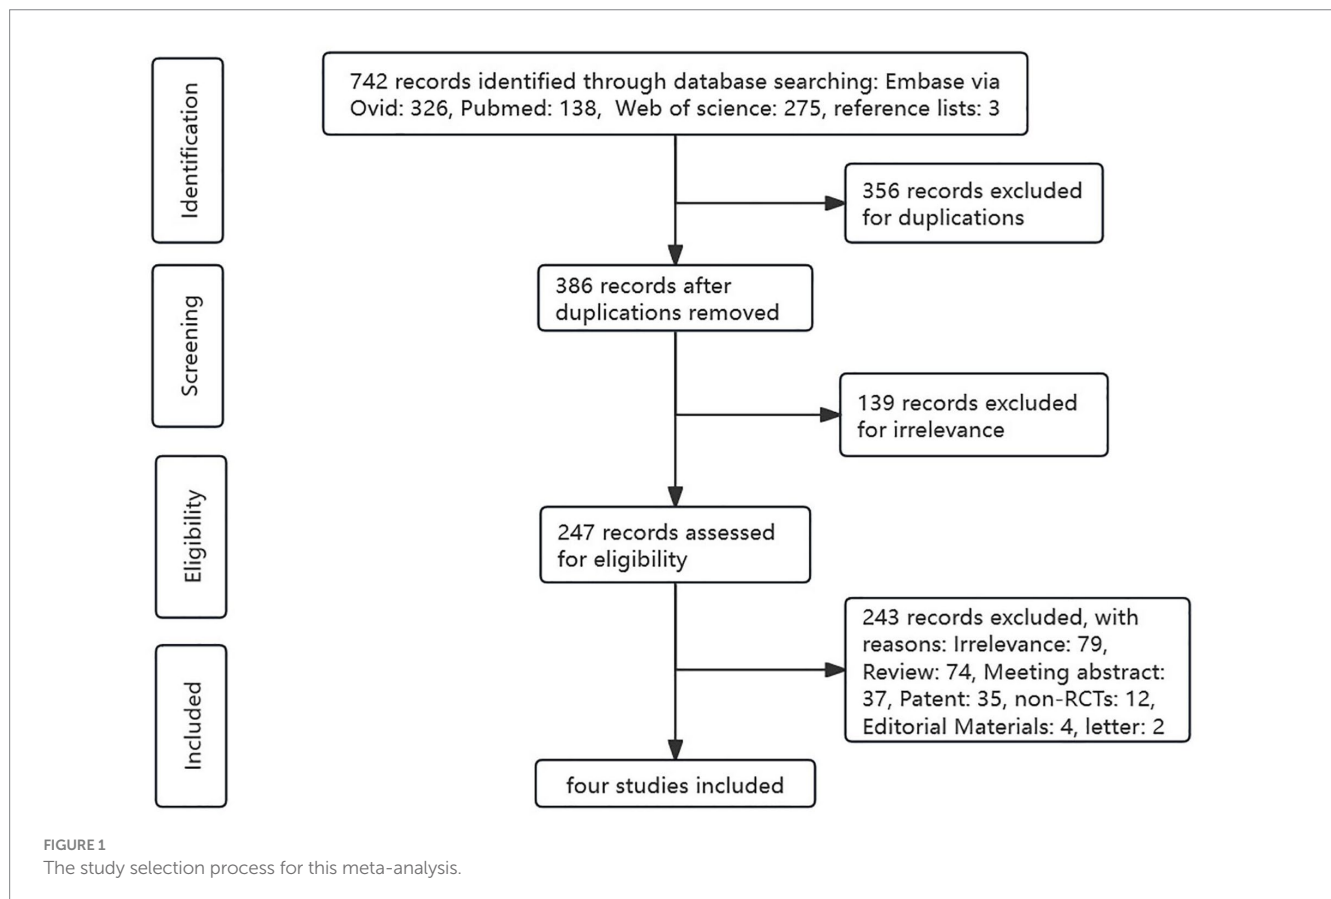 Identification
742 records identified through database searching: Embase via
Ovid: 326, Pubmed: 138, Web of science: 275, reference lists: 3
356 records excluded
for duplications
Screening
386 records after
duplications removed
139 records excluded
for irrelevance
Eligibility
247 records assessed
for eligibility
243 records excluded, with
reasons: Irrelevance: 79,
Review: 74, Meeting abstract:
37, Patent: 35, non-RCTs: 12,
Editorial Materials: 4, letter: 2
Included
four studies included
FIGURE 1
The study selection process for this meta-analysis.